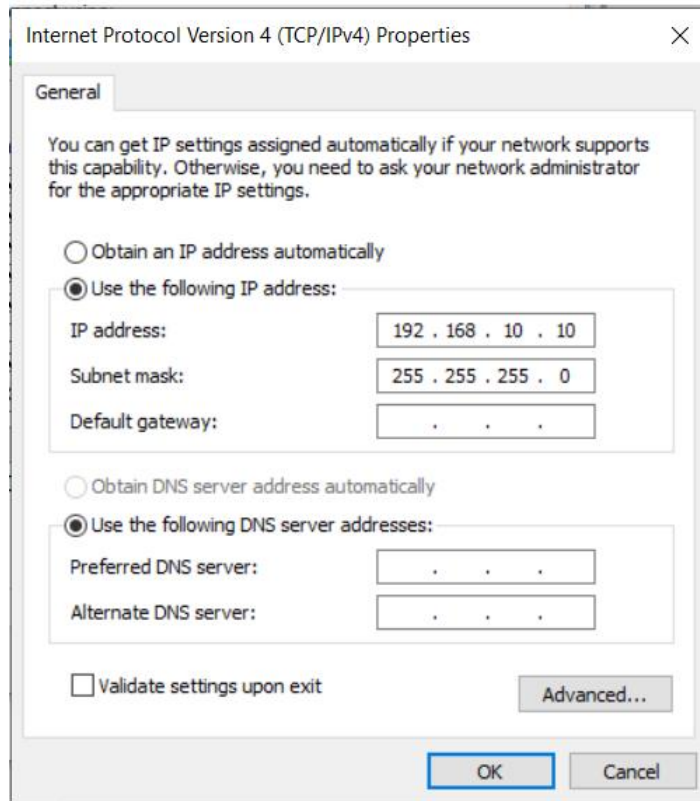 Internet Protocol Version 4 (TCP/IPv4) Properties
General
You can get IP settings assigned automatically if your network supports
this capability. Otherwise, you need to ask your network administrator
for the appropriate IP settings.
Obtain an IP address automatically
Use the following IP address:
IP address: 192 . 168 . 10 . 10
Subnet mask: 255 . 255 . 255 . 0
Default gateway: . . .
Obtain DNS server address automatically
Use the following DNS server addresses:
Preferred DNS server: . . .
Alternate DNS server: . . .
Validate settings upon exit
Advanced...
OK Cancel